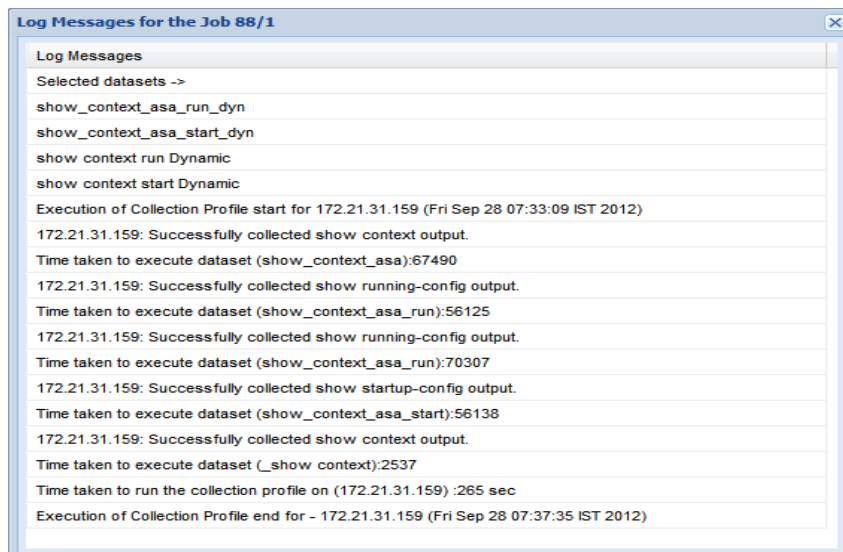 Log Messages for the Job 88/1
Log Messages
Selected datasets ->
show_context_asa_run_dyn
show_context_asa_start_dyn
show context run Dynamic
show context start Dynamic
Execution of Collection Profile start for 172.21.31.159 (Fri Sep 28 07:33:09 IST 2012)
172.21.31.159: Successfully collected show context output.
Time taken to execute dataset (show_context_asa):67490
172.21.31.159: Successfully collected show running-config output.
Time taken to execute dataset (show_context_asa_run):56125
172.21.31.159: Successfully collected show running-config output.
Time taken to execute dataset (show_context_asa_run):70307
172.21.31.159: Successfully collected show startup-config output.
Time taken to execute dataset (show_context_asa_start):56138
172.21.31.159: Successfully collected show context output.
Time taken to execute dataset (_show context):2537
Time taken to run the collection profile on (172.21.31.159) :265 sec
Execution of Collection Profile end for - 172.21.31.159 (Fri Sep 28 07:37:35 IST 2012)